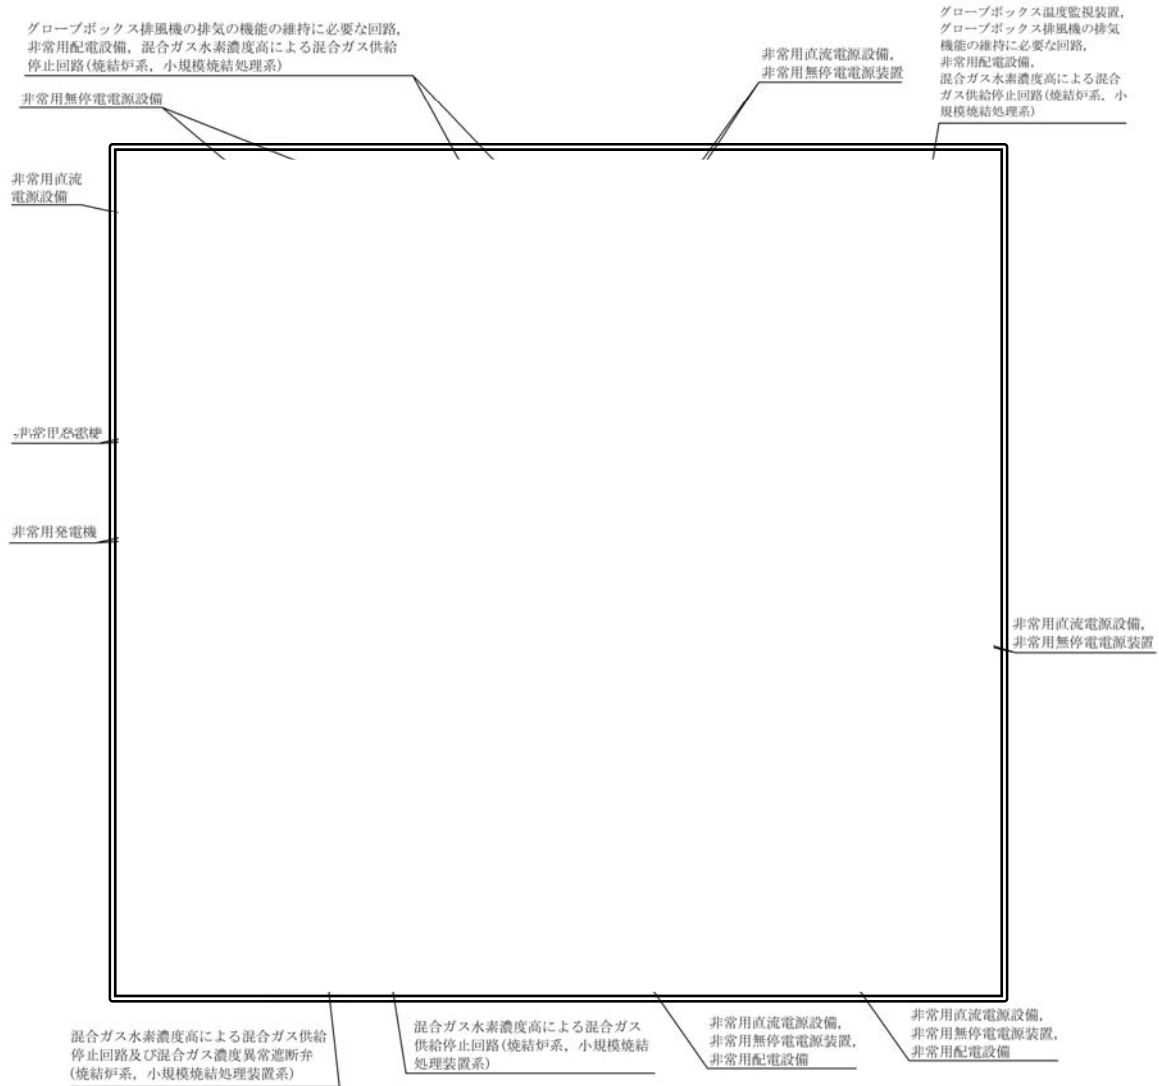 グローブボックス排風機の排気の機能の維持に必要な回路,
非常用配電設備, 混合ガス水素濃度高による混合ガス供給
停止回路(焼結炉系, 小規模焼結処理系)
非常用無停電電源設備
非常用直流電源設備,
非常用無停電電源装置
グローブボックス温度監視装置,
グローブボックス排風機の排気
機能の維持に必要な回路,
非常用配電設備,
混合ガス水素濃度高による混合
ガス供給停止回路(焼結炉系, 小
規模焼結処理系)
非常用直流
電源設備
非常用発電機
非常用直流電源設備,
非常用無停電電源装置
混合ガス水素濃度高による混合ガス供給
停止回路及び混合ガス濃度異常遮断弁
(焼結炉系, 小規模焼結処理装置系)
混合ガス水素濃度高による混合ガス
供給停止回路(焼結炉系, 小規模焼結
処理装置系)
非常用直流電源設備,
非常用無停電電源装置,
非常用配電設備
非常用直流電源設備,
非常用無停電電源装置,
非常用配電設備